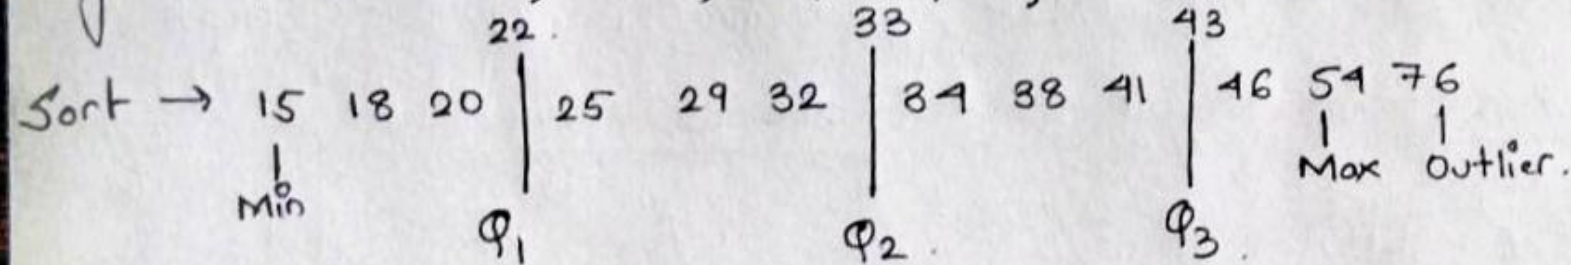 22. 33 43
Sort → 15 18 20 | 25 29 32 | 34 38 41 | 46 54 76
Min Max Outlier.
Q1 Q2. Q3.